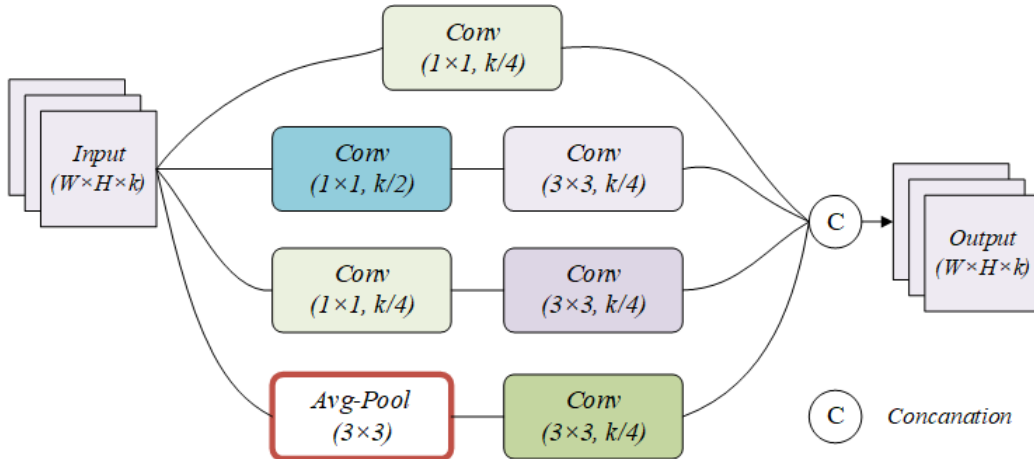 Conv
(1×1, k/4)
Input
(W×H×k)
Conv
(1×1, k/2)
Conv
(3×3, k/4)
C
Output
(W×H×k)
Conv
(1×1, k/4)
Conv
(3×3, k/4)
Avg-Pool
(3×3)
Conv
(3×3, k/4)
C
Concanation